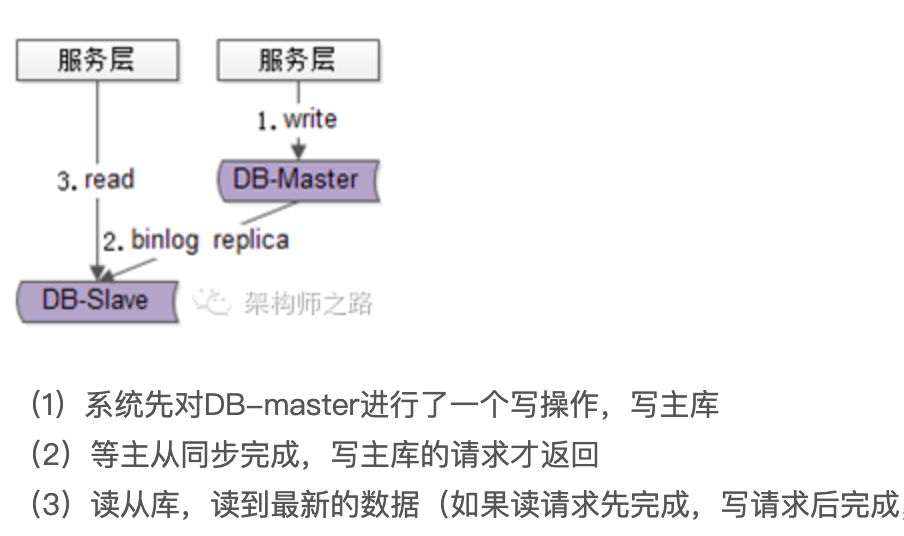 服务层
服务层
1. write
3. read
DB-Master
2. binlog replica
DB-Slave
架构师之路
（1）系统先对DB-master进行了一个写操作，写主库
（2）等主从同步完成，写主库的请求才返回
（3）读从库，读到最新的数据（如果读请求先完成，写请求后完成，